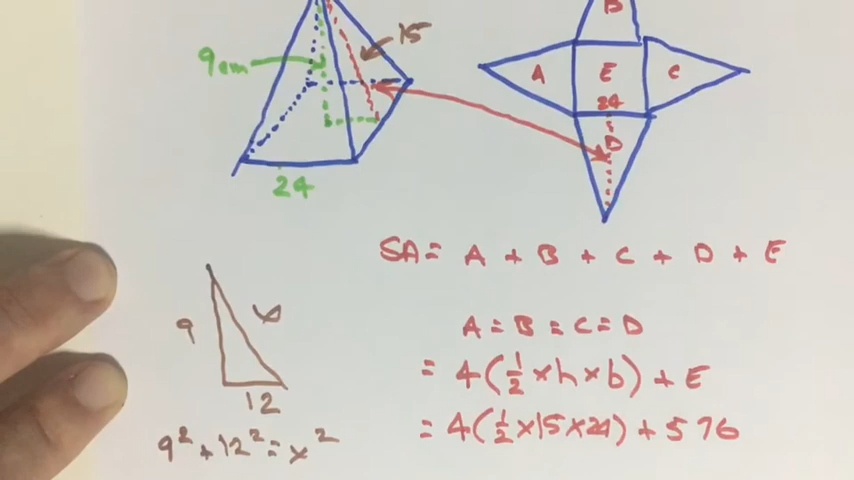 B
15
9cm
A E C
24
D
24
SA = A + B + C + D + E
9 x
12
A = B = C = D
= 4(½×h×b) + E
= 4(½×15×24) + 576
9² + 12² = x²